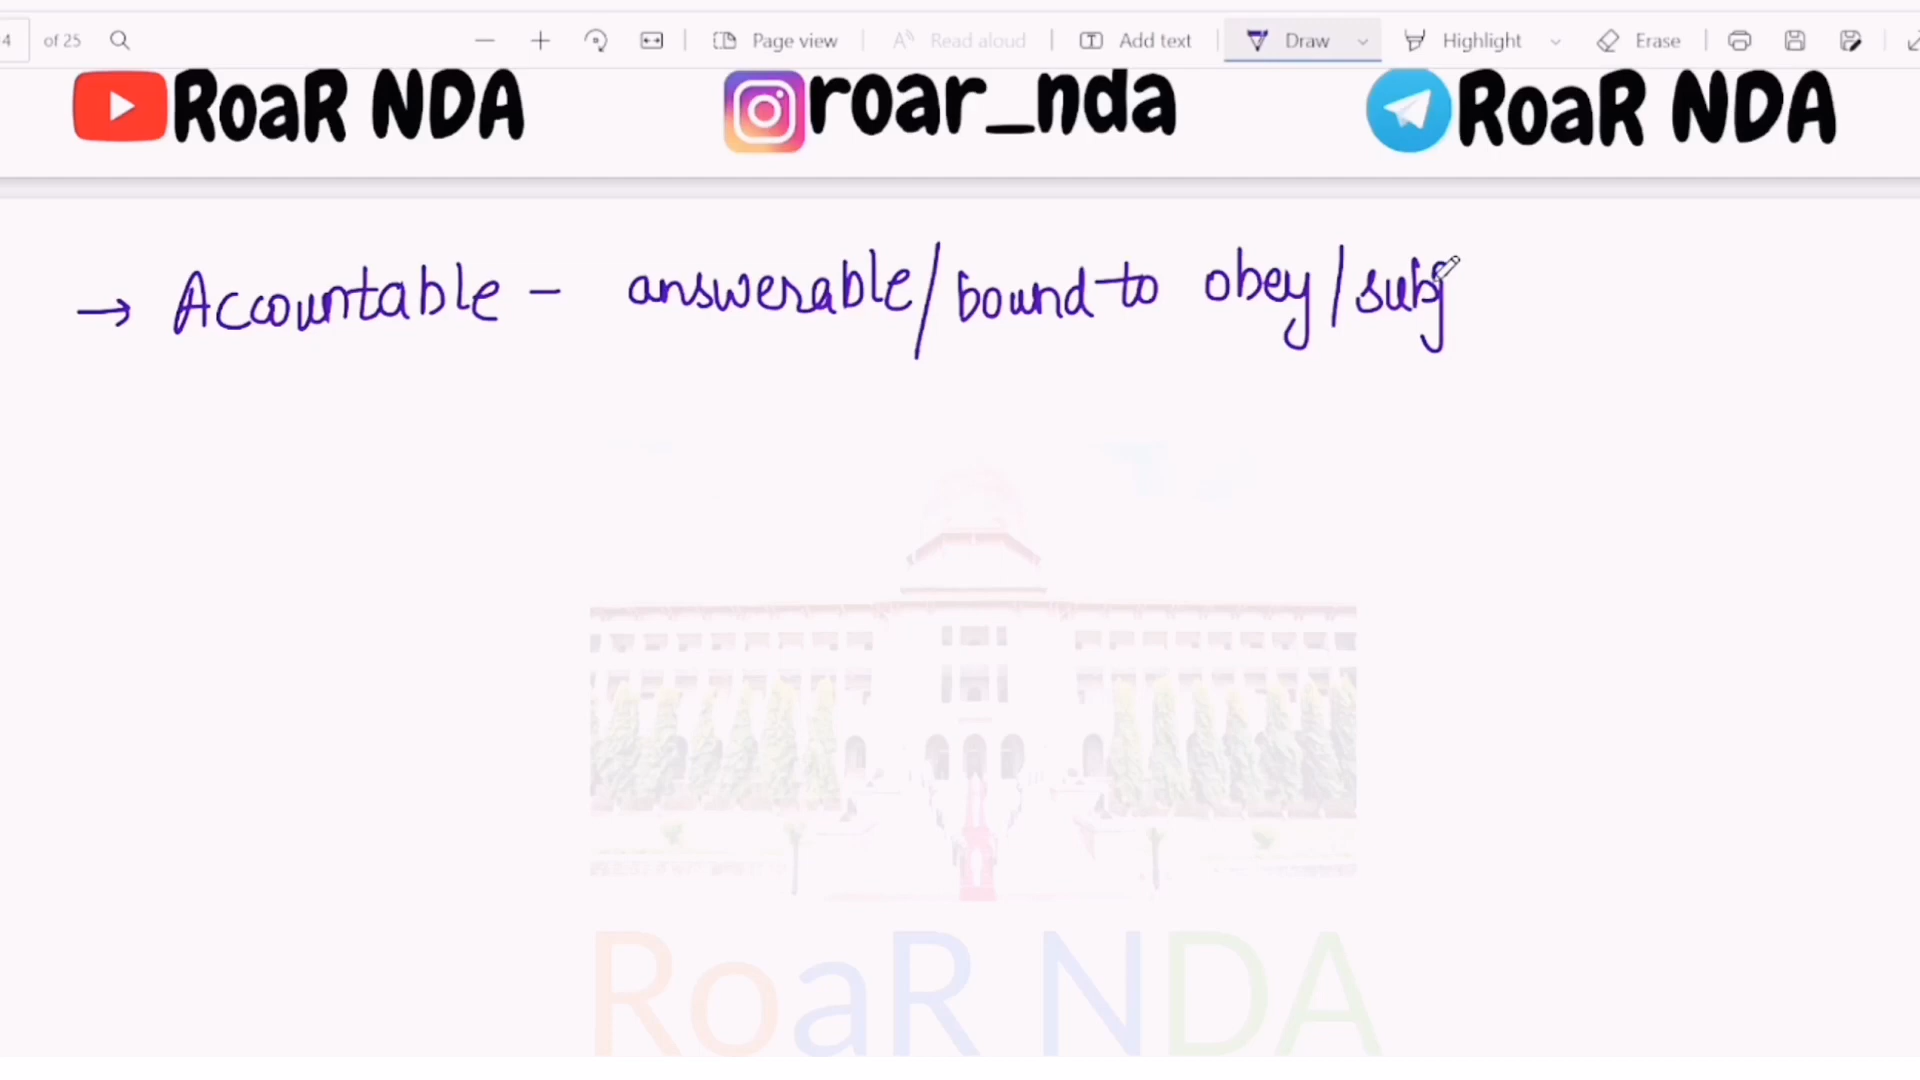 4 of 25 Page view Read aloud Add text Draw Highlight Erase
RoaR NDA roar_nda RoaR NDA
→ Accountable - answerable/bound to obey/subj
RoaR NDA